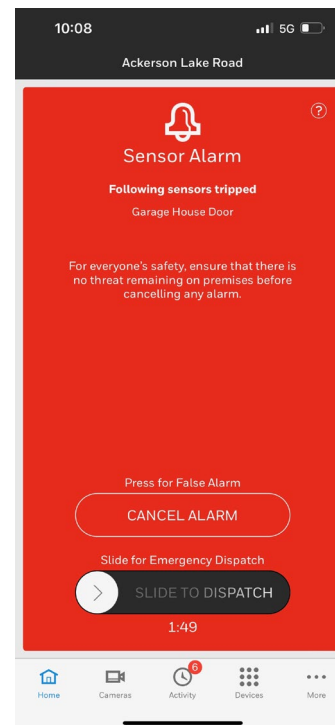 10:08
5G
Ackerson Lake Road
?
Sensor Alarm
Following sensors tripped
Garage House Door
For everyone's safety, ensure that there is
no threat remaining on premises before
cancelling any alarm.
Press for False Alarm
CANCEL ALARM
Slide for Emergency Dispatch
SLIDE TO DISPATCH
1:49
6
Home
Cameras
Activity
Devices
More